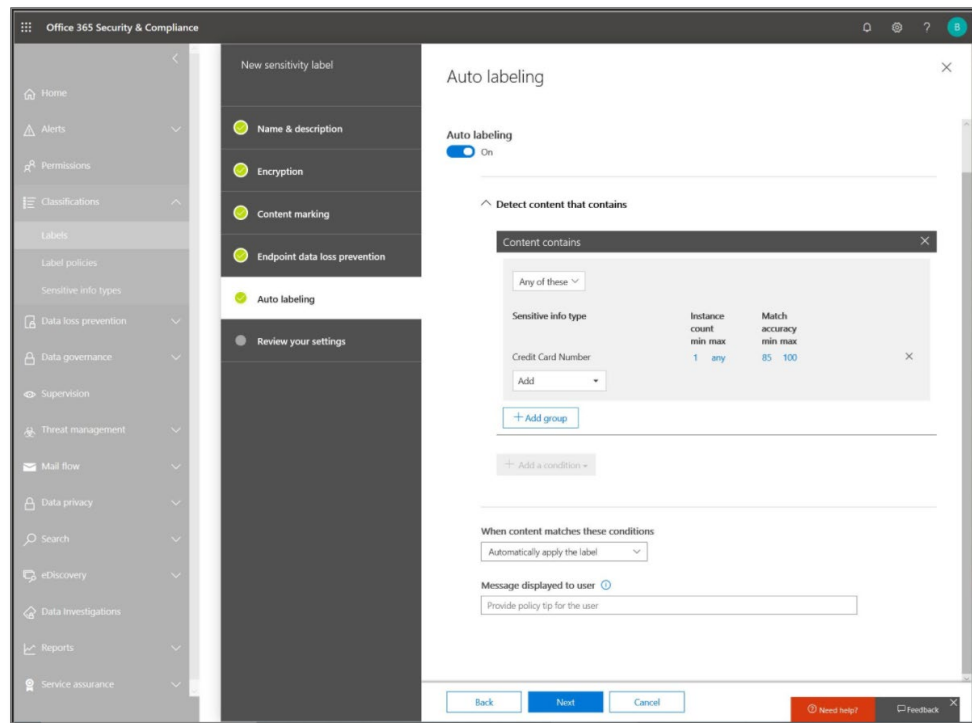 Office 365 Security & Compliance
?
B
Home
Alerts
Permissions
Classifications
Labels
Label policies
Sensitive info types
Data loss prevention
Data governance
Supervision
Threat management
Mail flow
Data privacy
Search
eDiscovery
Data Investigations
Reports
Service assurance
New sensitivity label
Name & description
Encryption
Content marking
Endpoint data loss prevention
Auto labeling
Review your settings
Auto labeling
Auto labeling
On
Detect content that contains
Content contains
Any of these
Sensitive info type Instance Match
count accuracy
min max min max
Credit Card Number 1 any 85 100
Add
+ Add group
+ Add a condition
When content matches these conditions
Automatically apply the label
Message displayed to user
Provide policy tip for the user
Back Next Cancel
Need help? Feedback